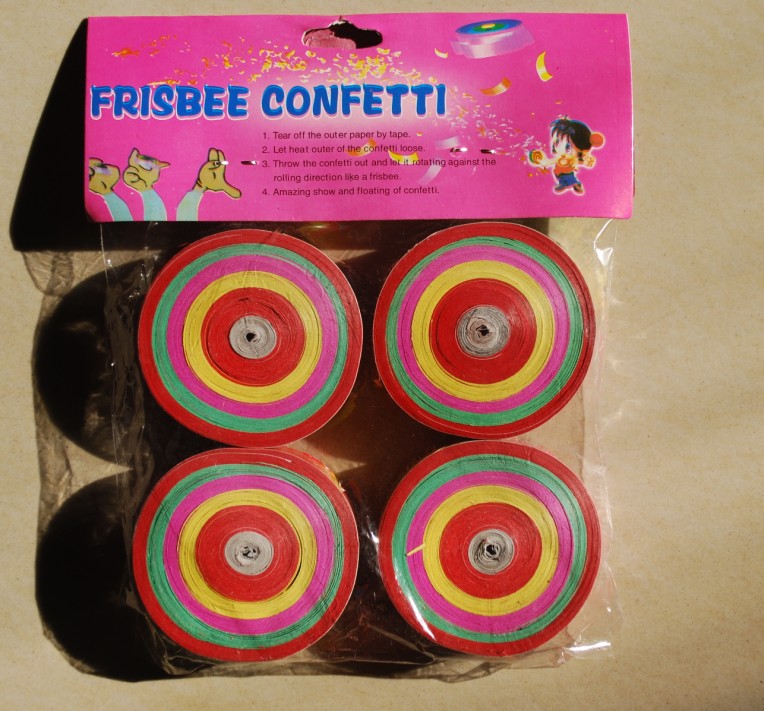 FRISBEE CONFETTI
1. Tear off the outer paper by tape.
2. Let heat outer of the confetti loose.
3. Throw the confetti out and let it rotating against the
rolling direction like a frisbee.
4. Amazing show and floating of confetti.